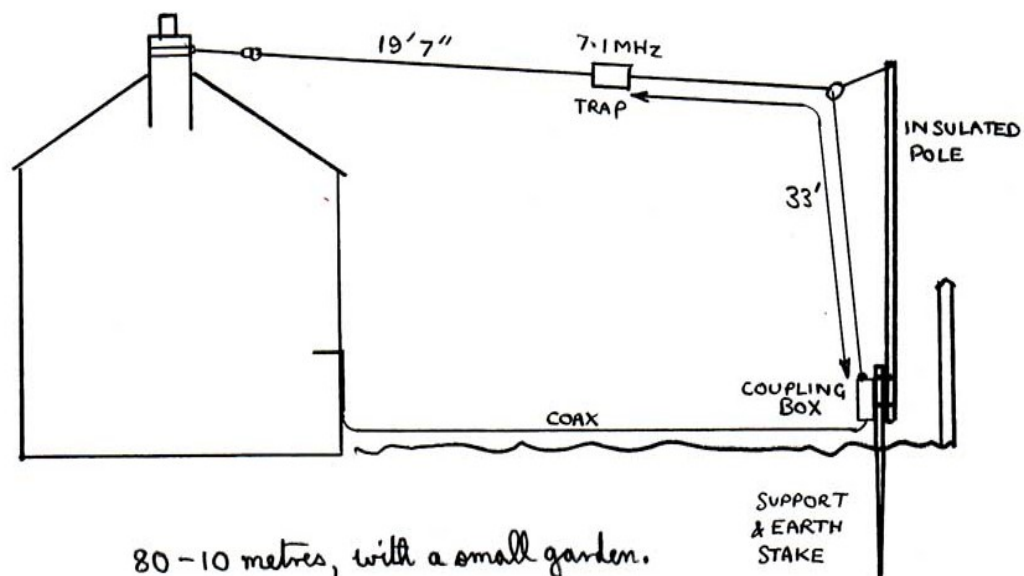 19'7"
7.1MHz
TRAP
INSULATED
POLE
33'
COUPLING
BOX
COAX
SUPPORT
& EARTH
STAKE
80-10 metres, with a small garden.